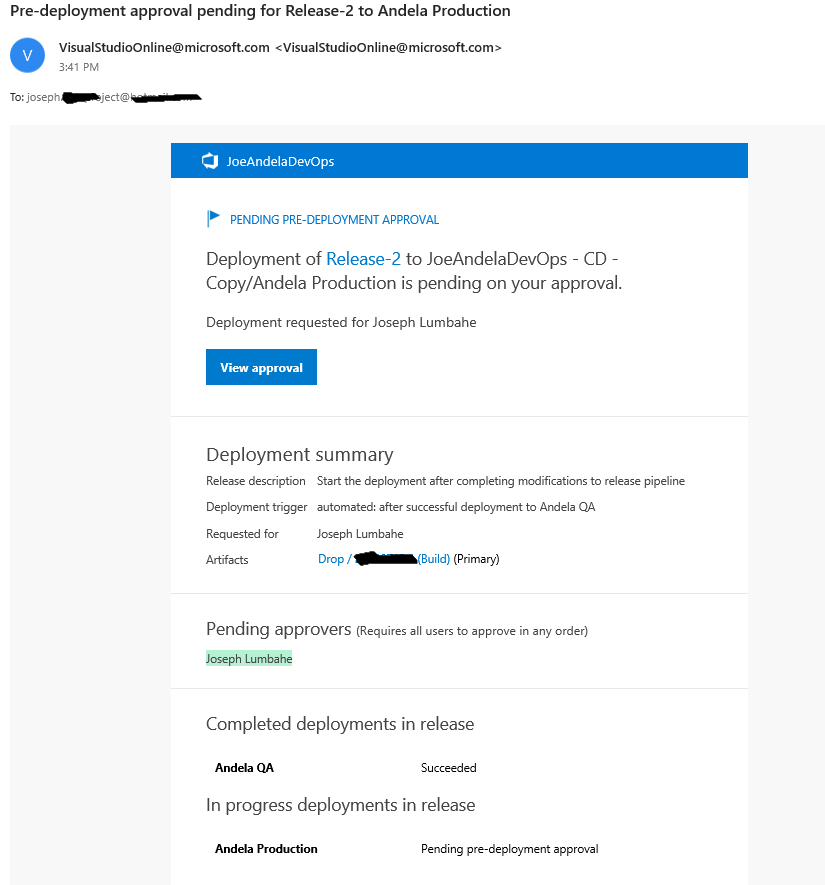 Pre-deployment approval pending for Release-2 to Andela Production
V
VisualStudioOnline@microsoft.com <VisualStudioOnline@microsoft.com>
3:41 PM
To: joseph
JoeAndelaDevOps
PENDING PRE-DEPLOYMENT APPROVAL
Deployment of Release-2 to JoeAndelaDevOps - CD -
Copy/Andela Production is pending on your approval.
Deployment requested for Joseph Lumbahe
View approval
Deployment summary
Release description Start the deployment after completing modifications to release pipeline
Deployment trigger automated: after successful deployment to Andela QA
Requested for Joseph Lumbahe
Artifacts Drop / (Build) (Primary)
Pending approvers (Requires all users to approve in any order)
Joseph Lumbahe
Completed deployments in release
Andela QA Succeeded
In progress deployments in release
Andela Production Pending pre-deployment approval